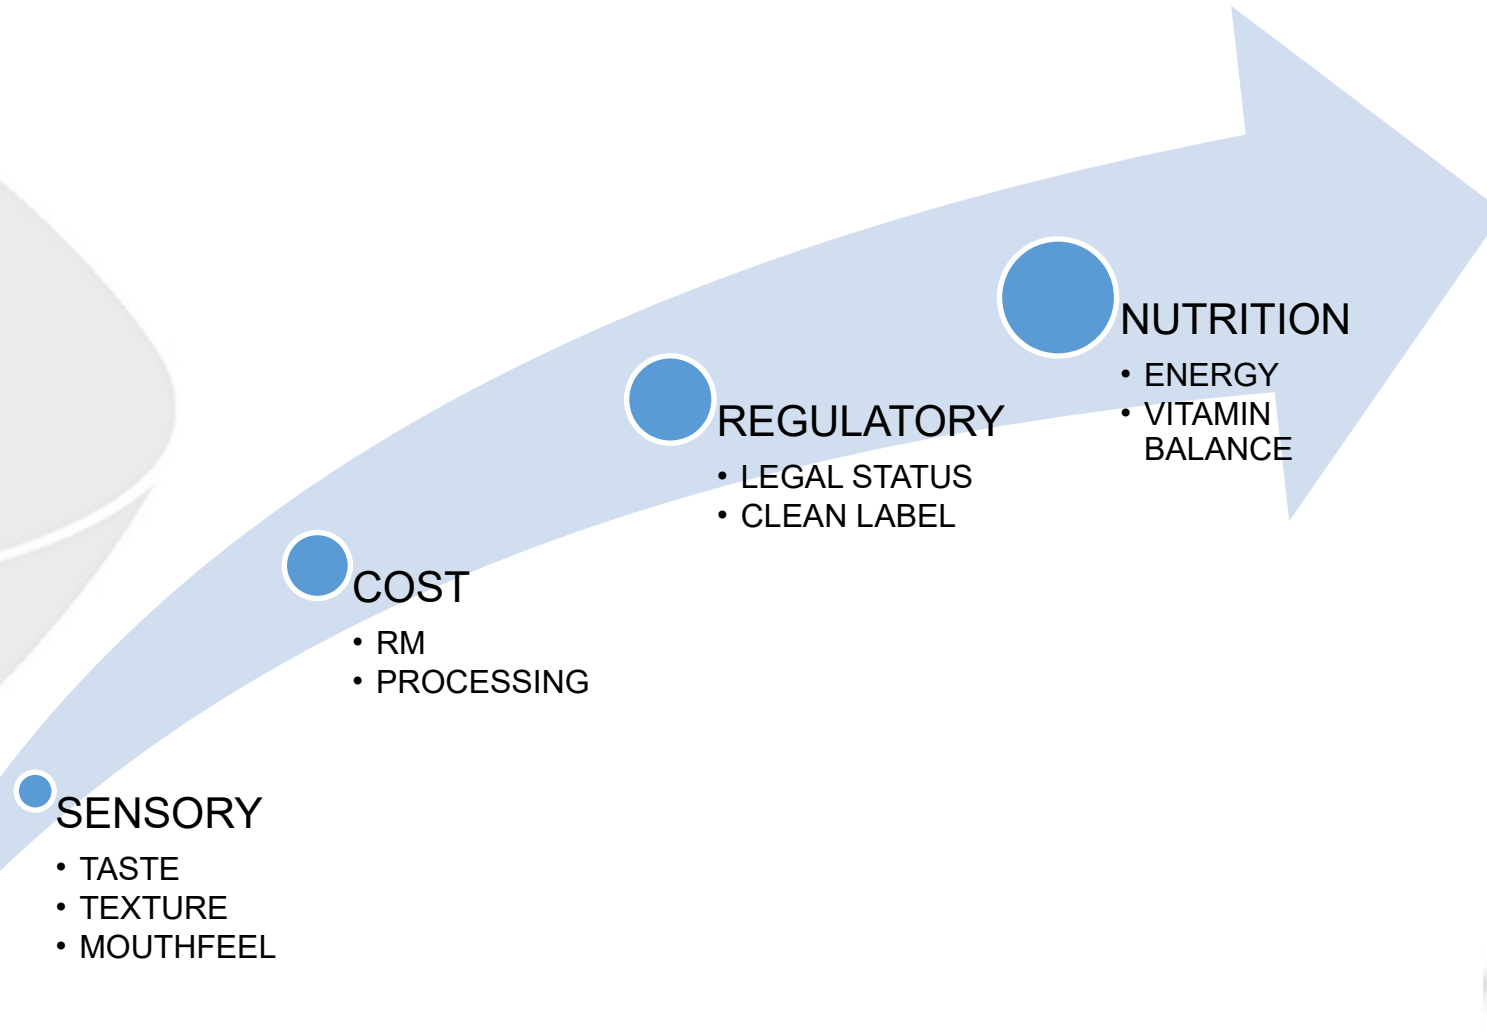 SENSORY
• TASTE
• TEXTURE
• MOUTHFEEL
COST
• RM
• PROCESSING
REGULATORY
• LEGAL STATUS
• CLEAN LABEL
NUTRITION
• ENERGY
• VITAMIN
BALANCE